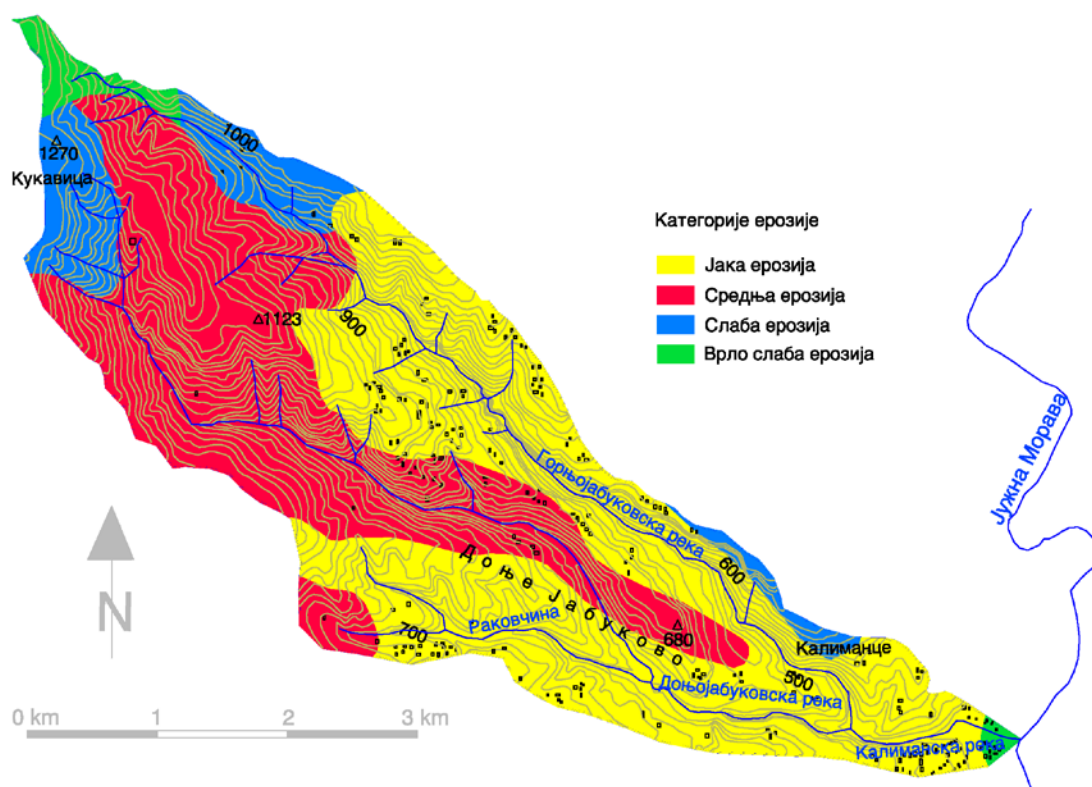 1000
1270
Кукавица
Категорије ерозије
Јака ерозија
Средња ерозија
Слаба ерозија
Врло слаба ерозија
1123
900
Јужна Морава
Горњојабуковска река
600
Доње Јабуково
Раковчина
700
680
Калиманце
500
Доњојабуковска река
Калиманска река
N
0 km 1 2 3 km